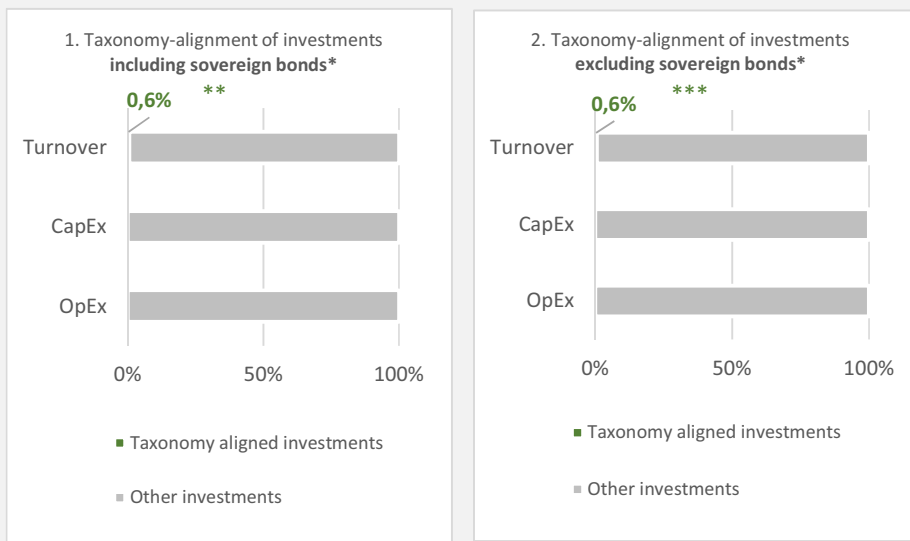 1. Taxonomy-alignment of investments
including sovereign bonds*
0,6% **
Turnover
CapEx
OpEx
0% 50% 100%
Taxonomy aligned investments
Other investments
2. Taxonomy-alignment of investments
excluding sovereign bonds*
0,6% ***
Turnover
CapEx
OpEx
0% 50% 100%
Taxonomy aligned investments
Other investments